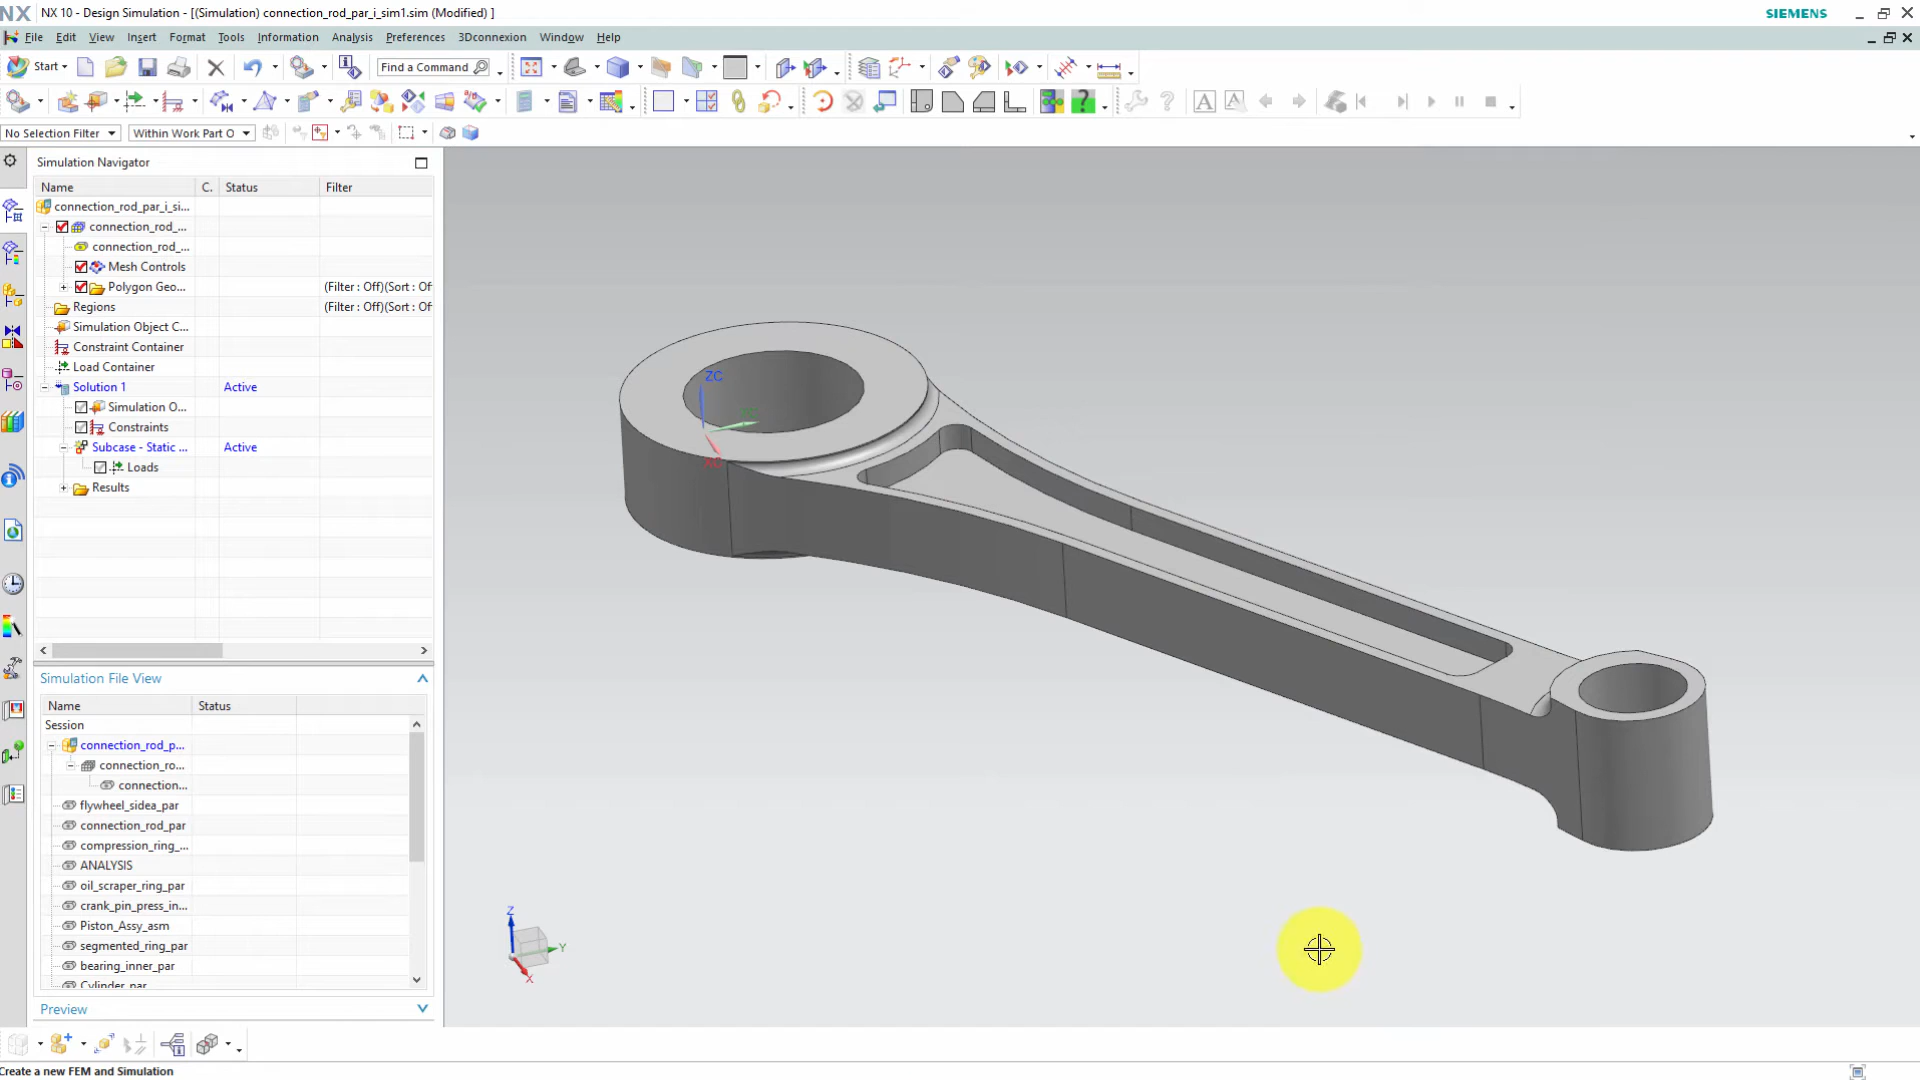 NX NX 10 - Design Simulation - [(Simulation) connection_rod_par_i_sim1.sim (Modified) ] SIEMENS
File Edit View Insert Format Tools Information Analysis Preferences 3Dconnexion Window Help
Start Find a Command
No Selection Filter Within Work Part O
Simulation Navigator
Name C. Status Filter
connection_rod_par_i_si...
connection_rod_...
connection_rod_...
Mesh Controls
Polygon Geo... (Filter : Off)(Sort : Of
Regions (Filter : Off)(Sort : Of
Simulation Object C...
Constraint Container
Load Container
Solution 1 Active
Simulation O...
Constraints
Subcase - Static ... Active
Loads
Results
Simulation File View
Name Status
Session
connection_rod_p...
connection_ro...
connection...
flywheel_sidea_par
connection_rod_par
compression_ring_...
ANALYSIS
oil_scraper_ring_par
crank_pin_press_in...
Piston_Assy_asm
segmented_ring_par
bearing_inner_par
Cylinder_par
Preview
Create a new FEM and Simulation
ZC
XC
Z
Y
X